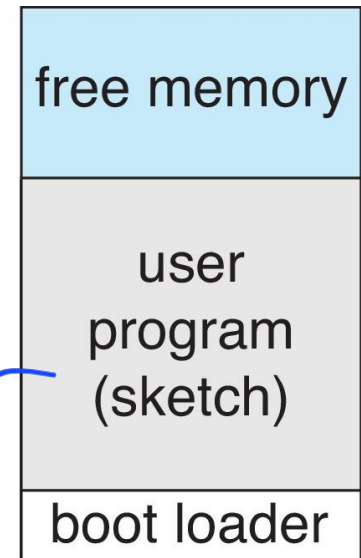 free memory
user
program
(sketch)
boot loader